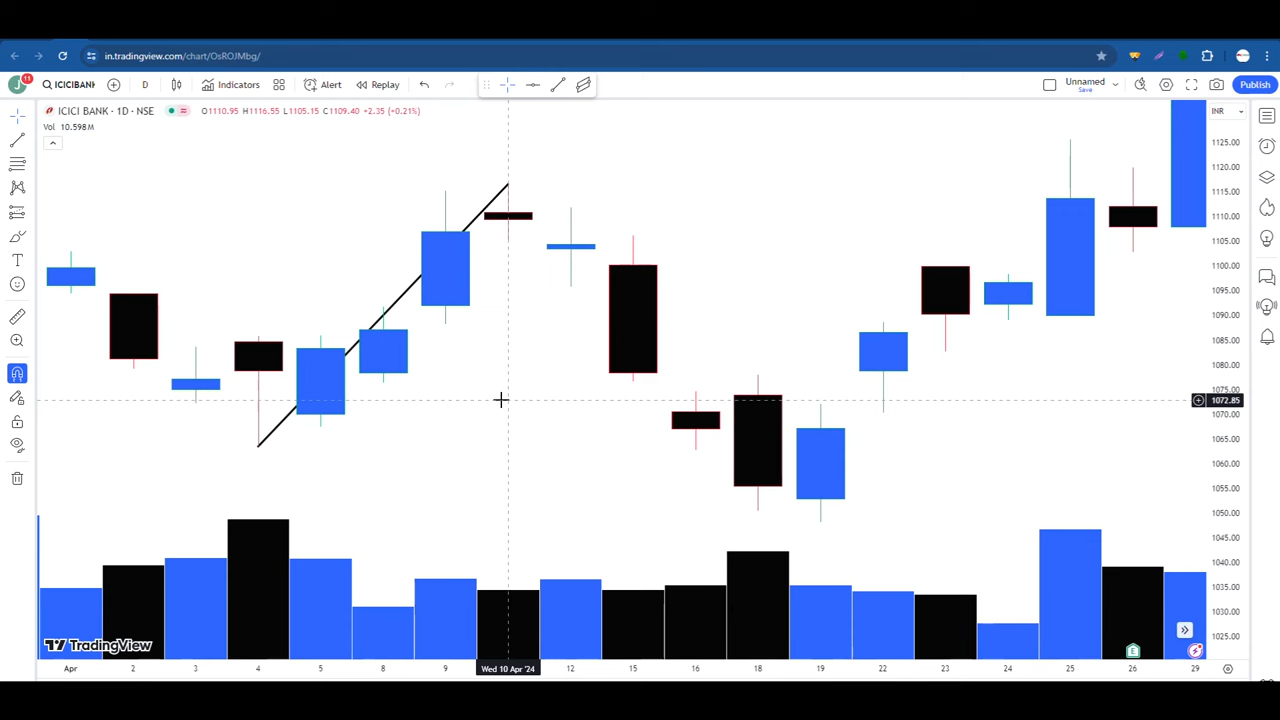 in.tradingview.com/chart/OsROJMbg/
J
11
ICICIBANK
D
Indicators
Alert
Replay
Unnamed
Save
Publish
ICICI BANK · 1D · NSE
O1110.95 H1116.55 L1105.15 C1109.40 +2.35 (+0.21%)
Vol 10.598M
INR
1125.00
1120.00
1115.00
1110.00
1105.00
1100.00
1095.00
1090.00
1085.00
1080.00
1075.00
1072.85
1070.00
1065.00
1060.00
1055.00
1050.00
1045.00
1040.00
1035.00
1030.00
1025.00
TradingView
E
Apr 2 3 4 5 8 9 Wed 10 Apr '24 12 15 16 18 19 22 23 24 25 26 29